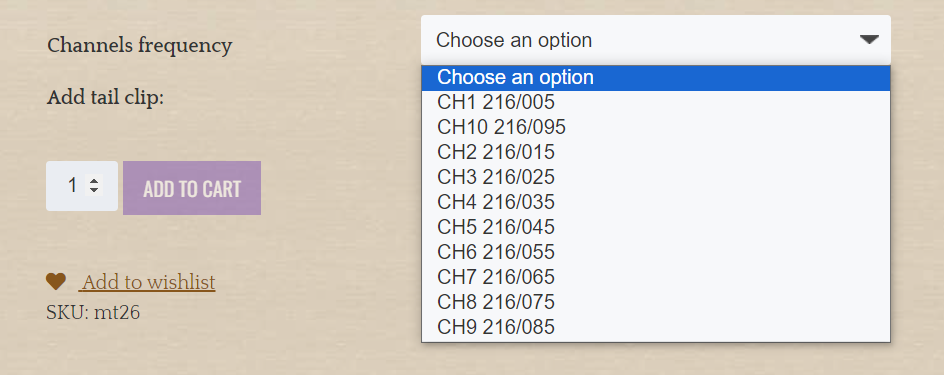 Channels frequency
Choose an option
Choose an option
CH1 216/005
CH10 216/095
CH2 216/015
CH3 216/025
CH4 216/035
CH5 216/045
CH6 216/055
CH7 216/065
CH8 216/075
CH9 216/085
Add tail clip:
1
ADD TO CART
Add to wishlist
SKU: mt26